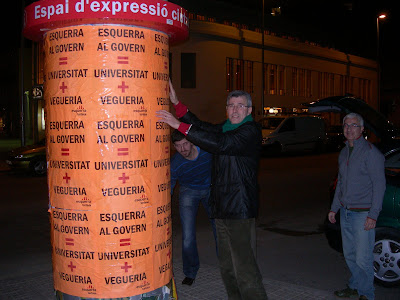 Espai d'expressió
ESQUERRA
AL GOVERN
=
UNIVERSITAT
+
VEGUERIA
ESQUERRA
AL GOVERN
=
UNIVERSITAT
+
VEGUERIA
ESQUERRA
AL GOVERN
=
UNIVERSITAT
+
VEGUERIA
ESQUERRA
AL GOVERN
=
UNIVERSITAT
+
VEGUERIA
ESQUERRA
AL GOVERN
=
UNIVERSITAT
+
VEGUERIA
ESQUERRA
AL GOVERN
=
UNIVERSITAT
+
VEGUERIA